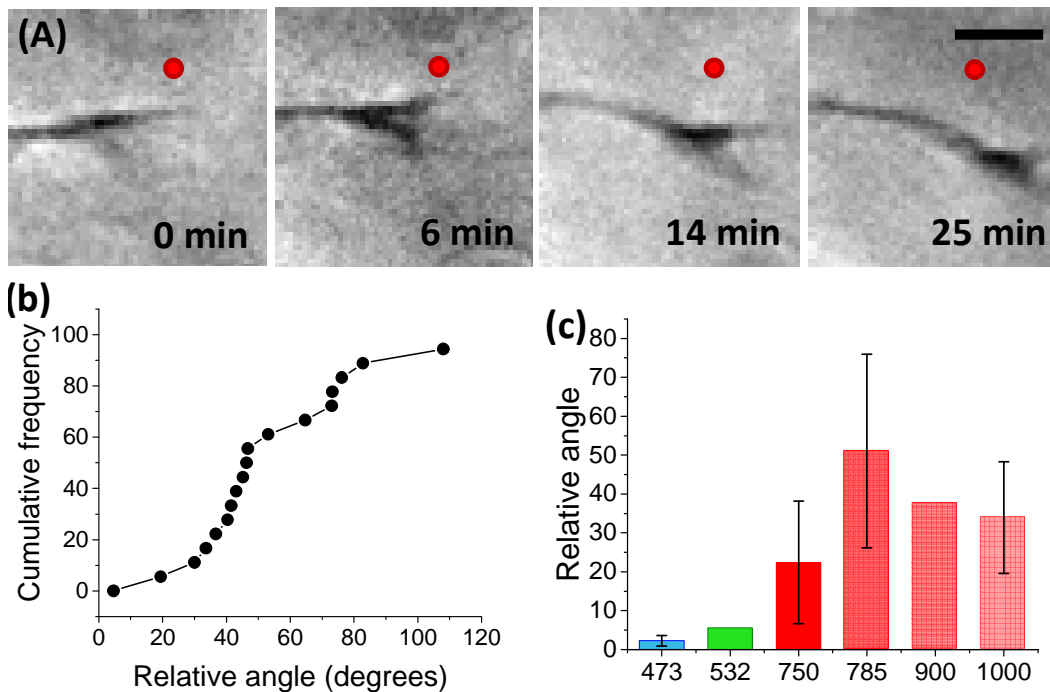 (A)
0 min
6 min
14 min
25 min
(b)
100
80
60
40
20
0
Cumulative frequency
0 20 40 60 80 100 120
Relative angle (degrees)
(c)
80
70
60
50
40
30
20
10
0
Relative angle
473 532 750 785 900 1000